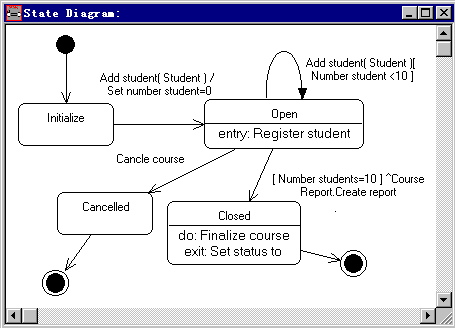 State Diagram:
Add student( Student ) /
Set number student=0
Add student( Student )[
Number student <10 ]
Initialize
Open
entry: Register student
Cancle course
[ Number students=10 ] ^Course
Report.Create report
Cancelled
Closed
do: Finalize course
exit: Set status to